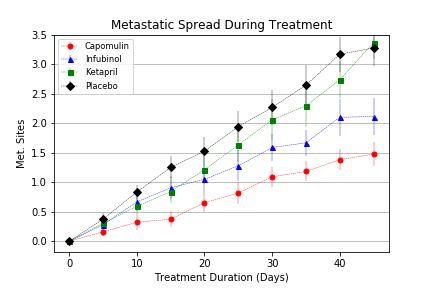 Metastatic Spread During Treatment
3.5
3.0
2.5
2.0
1.5
1.0
0.5
0.0
Met. Sites
Capomulin
Infubinol
Ketapril
Placebo
0 10 20 30 40
Treatment Duration (Days)